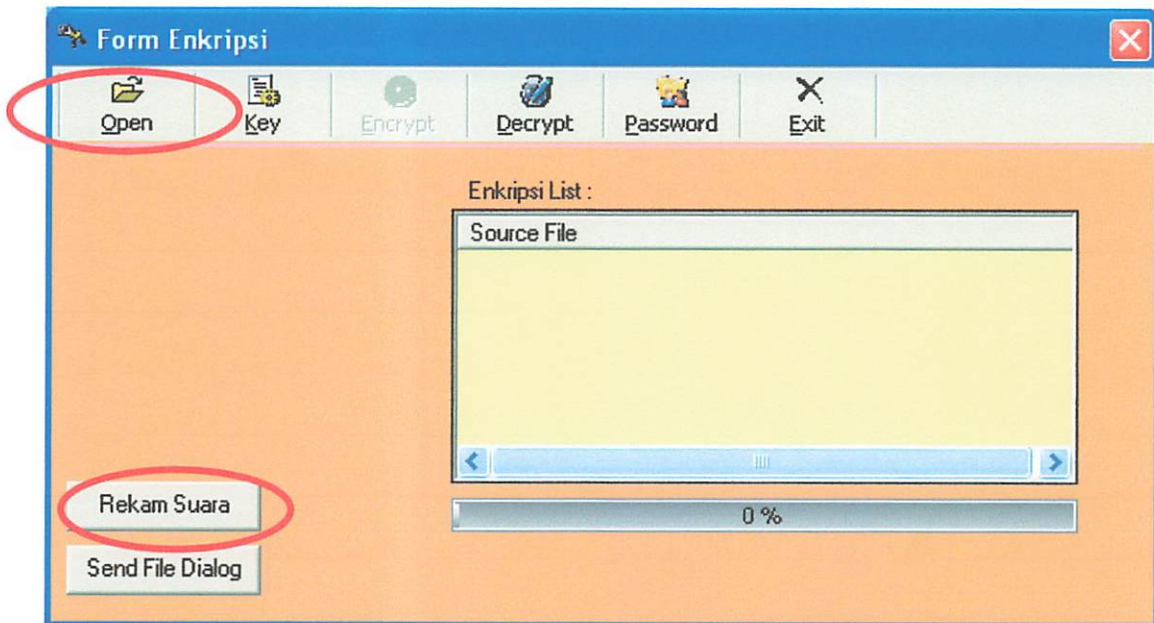 Form Enkripsi
Open Key Encrypt Decrypt Password Exit
Enkripsi List :
Source File
Rekam Suara
0 %
Send File Dialog